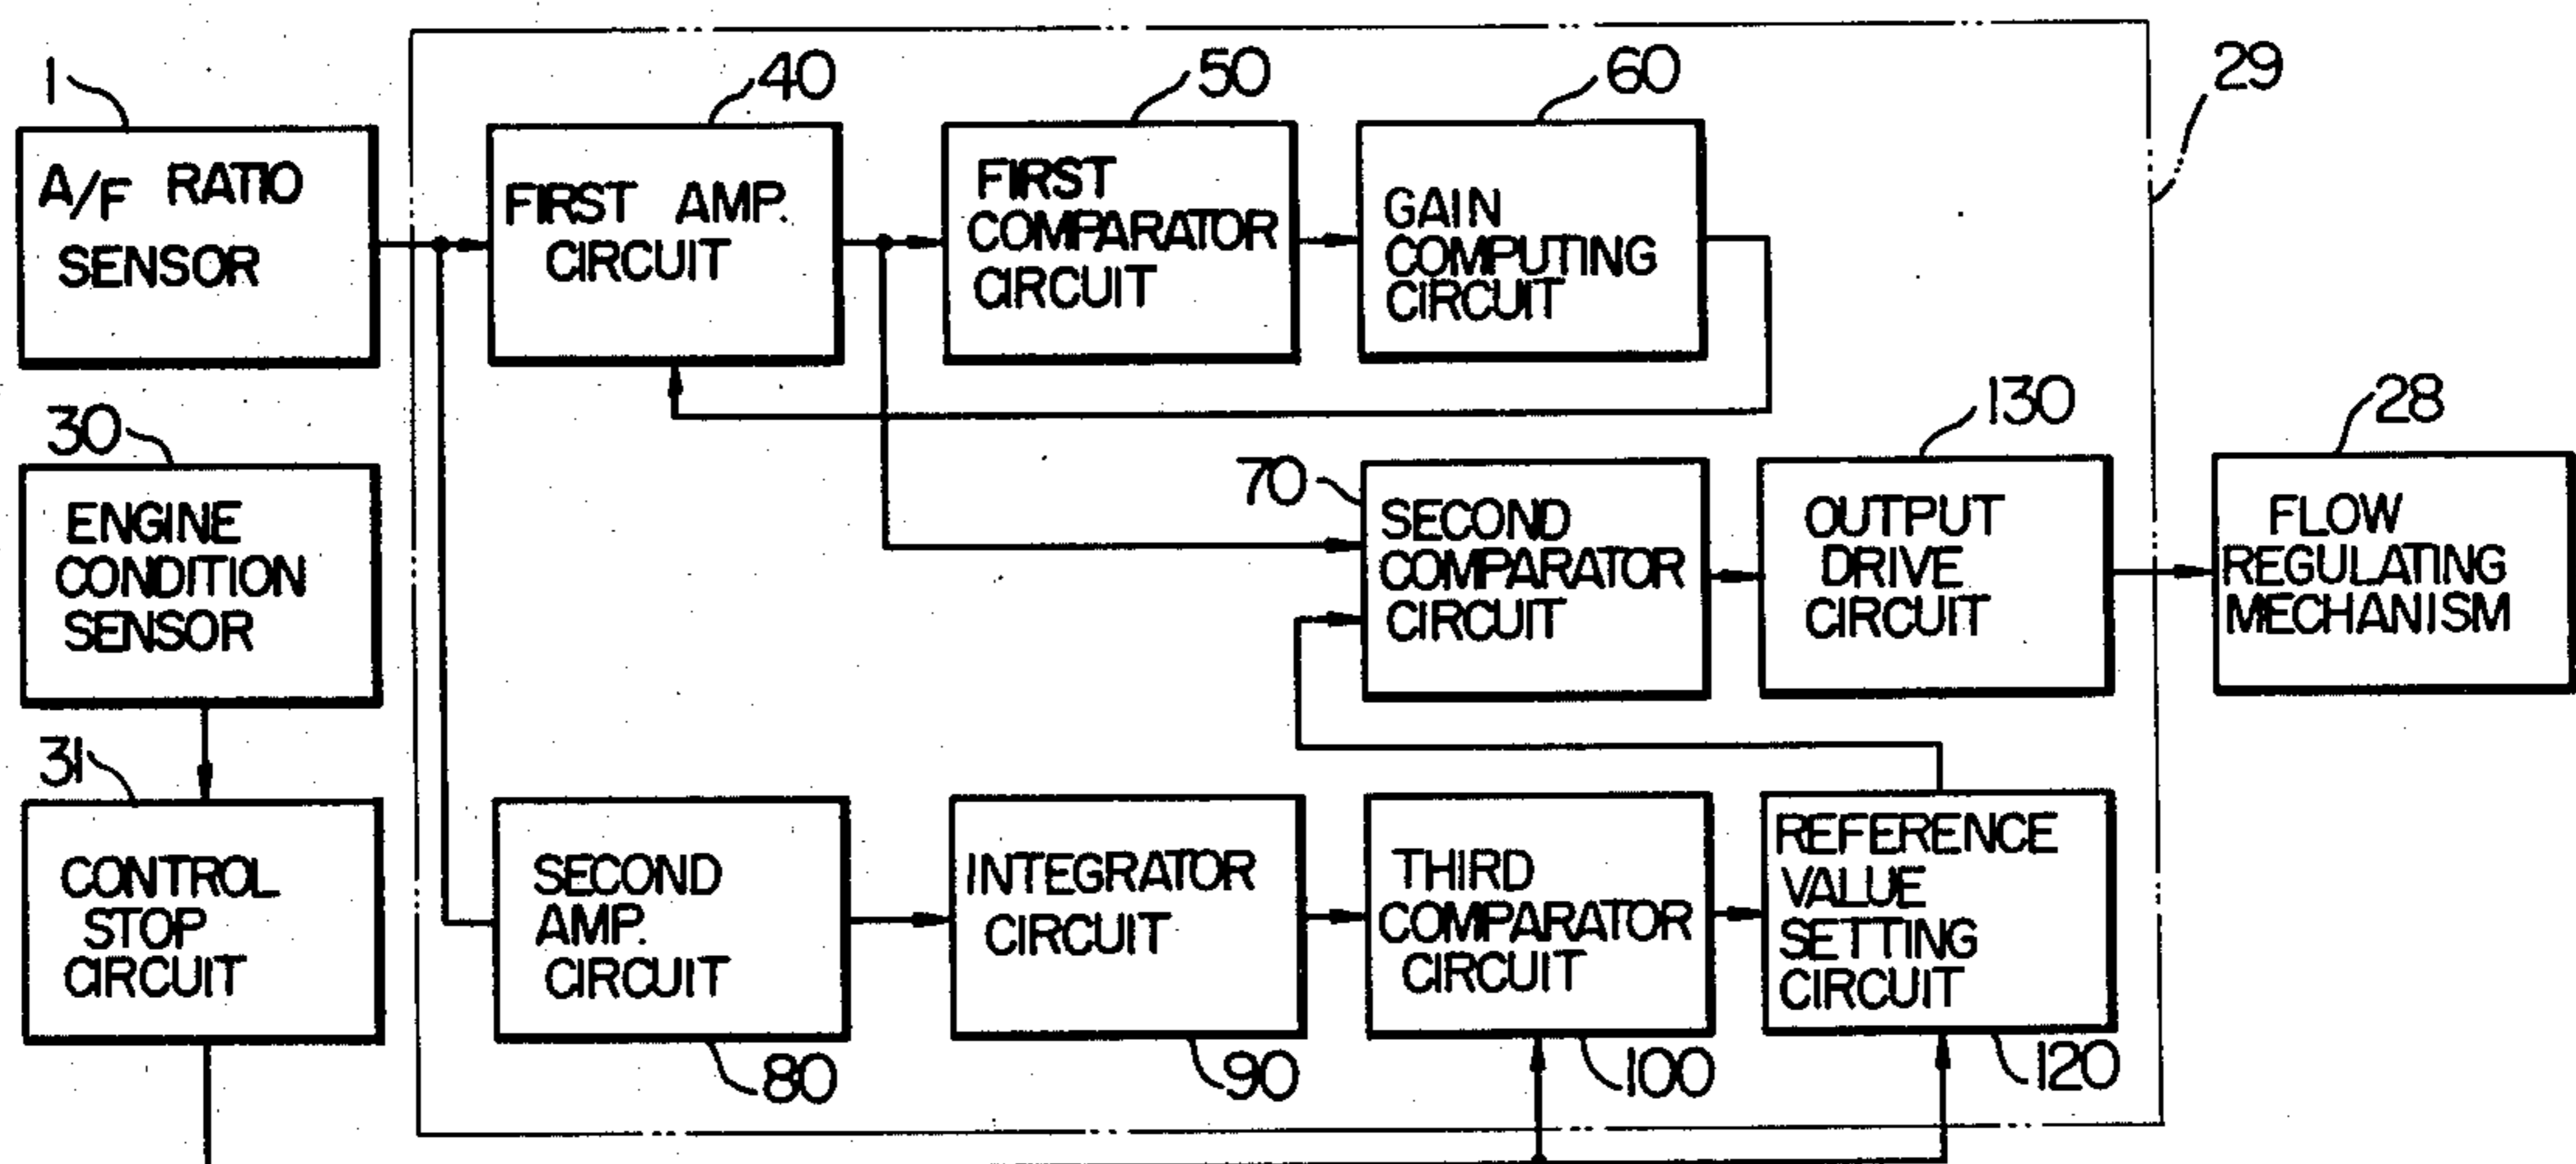 1
A/F RATIO
SENSOR
40
FIRST AMP.
CIRCUIT
50
FIRST
COMPARATOR
CIRCUIT
60
GAIN
COMPUTING
CIRCUIT
29
30
ENGINE
CONDITION
SENSOR
70
SECOND
COMPARATOR
CIRCUIT
130
OUTPUT
DRIVE
CIRCUIT
28
FLOW
REGULATING
MECHANISM
31
CONTROL
STOP
CIRCUIT
SECOND
AMP.
CIRCUIT
80
INTEGRATOR
CIRCUIT
90
THIRD
COMPARATOR
CIRCUIT
100
REFERENCE
VALUE
SETTING
CIRCUIT
120